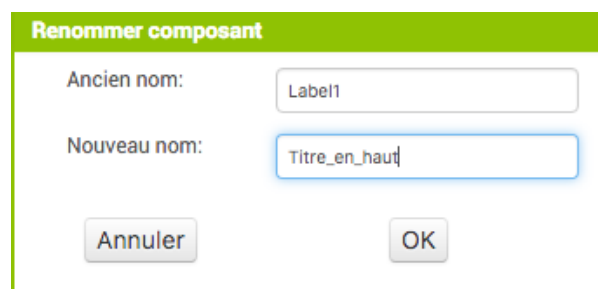 Renommer composant
Ancien nom: Label1
Nouveau nom: Titre_en_haut
Annuler OK